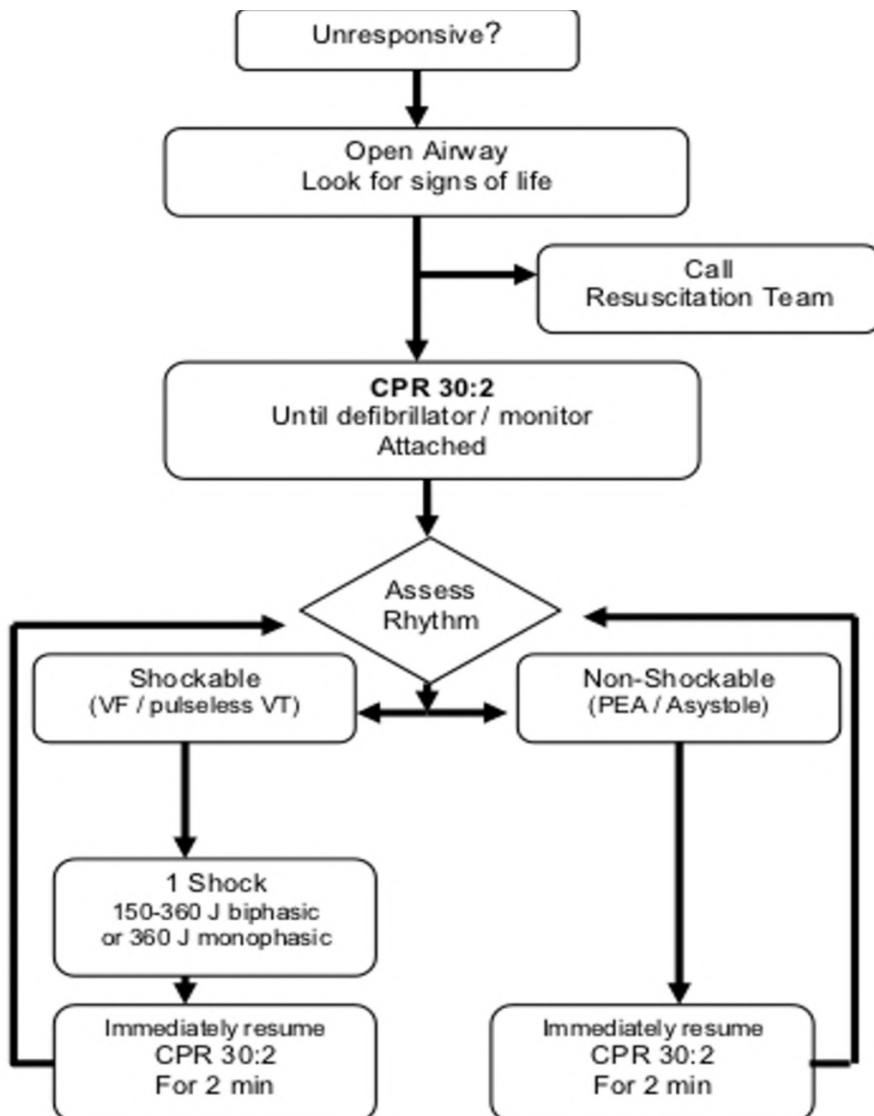 Unresponsive?
Open Airway
Look for signs of life
Call
Resuscitation Team
CPR 30:2
Until defibrillator / monitor
Attached
Assess
Rhythm
Shockable
(VF / pulseless VT)
Non-Shockable
(PEA / Asystole)
1 Shock
150-360 J biphasic
or 360 J monophasic
Immediately resume
CPR 30:2
For 2 min
Immediately resume
CPR 30:2
For 2 min